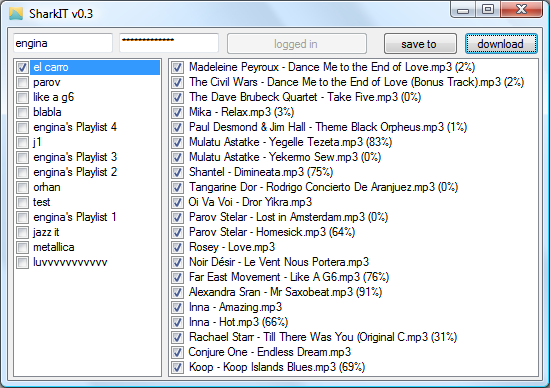 SharkIT v0.3
engina ************* logged in save to download
el carro
parov
like a g6
blabla
engina's Playlist 4
j1
engina's Playlist 3
engina's Playlist 2
orhan
test
engina's Playlist 1
jazz it
metallica
luvvvvvvvvvvv
Madeleine Peyroux - Dance Me to the End of Love.mp3 (2%)
The Civil Wars - Dance Me to the End of Love (Bonus Track).mp3 (2%)
The Dave Brubeck Quartet - Take Five.mp3 (0%)
Mika - Relax.mp3 (3%)
Paul Desmond & Jim Hall - Theme Black Orpheus.mp3 (1%)
Mulatu Astatke - Yegelle Tezeta.mp3 (83%)
Mulatu Astatke - Yekermo Sew.mp3 (0%)
Shantel - Dimineata.mp3 (75%)
Tangarine Dor - Rodrigo Concierto De Aranjuez.mp3 (0%)
Oi Va Voi - Dror Yikra.mp3
Parov Stelar - Lost in Amsterdam.mp3 (0%)
Parov Stelar - Homesick.mp3 (64%)
Rosey - Love.mp3
Noir Désir - Le Vent Nous Portera.mp3
Far East Movement - Like A G6.mp3 (76%)
Alexandra Sran - Mr Saxobeat.mp3 (91%)
Inna - Amazing.mp3
Inna - Hot.mp3 (66%)
Rachael Starr - Till There Was You (Original C.mp3 (31%)
Conjure One - Endless Dream.mp3
Koop - Koop Islands Blues.mp3 (69%)